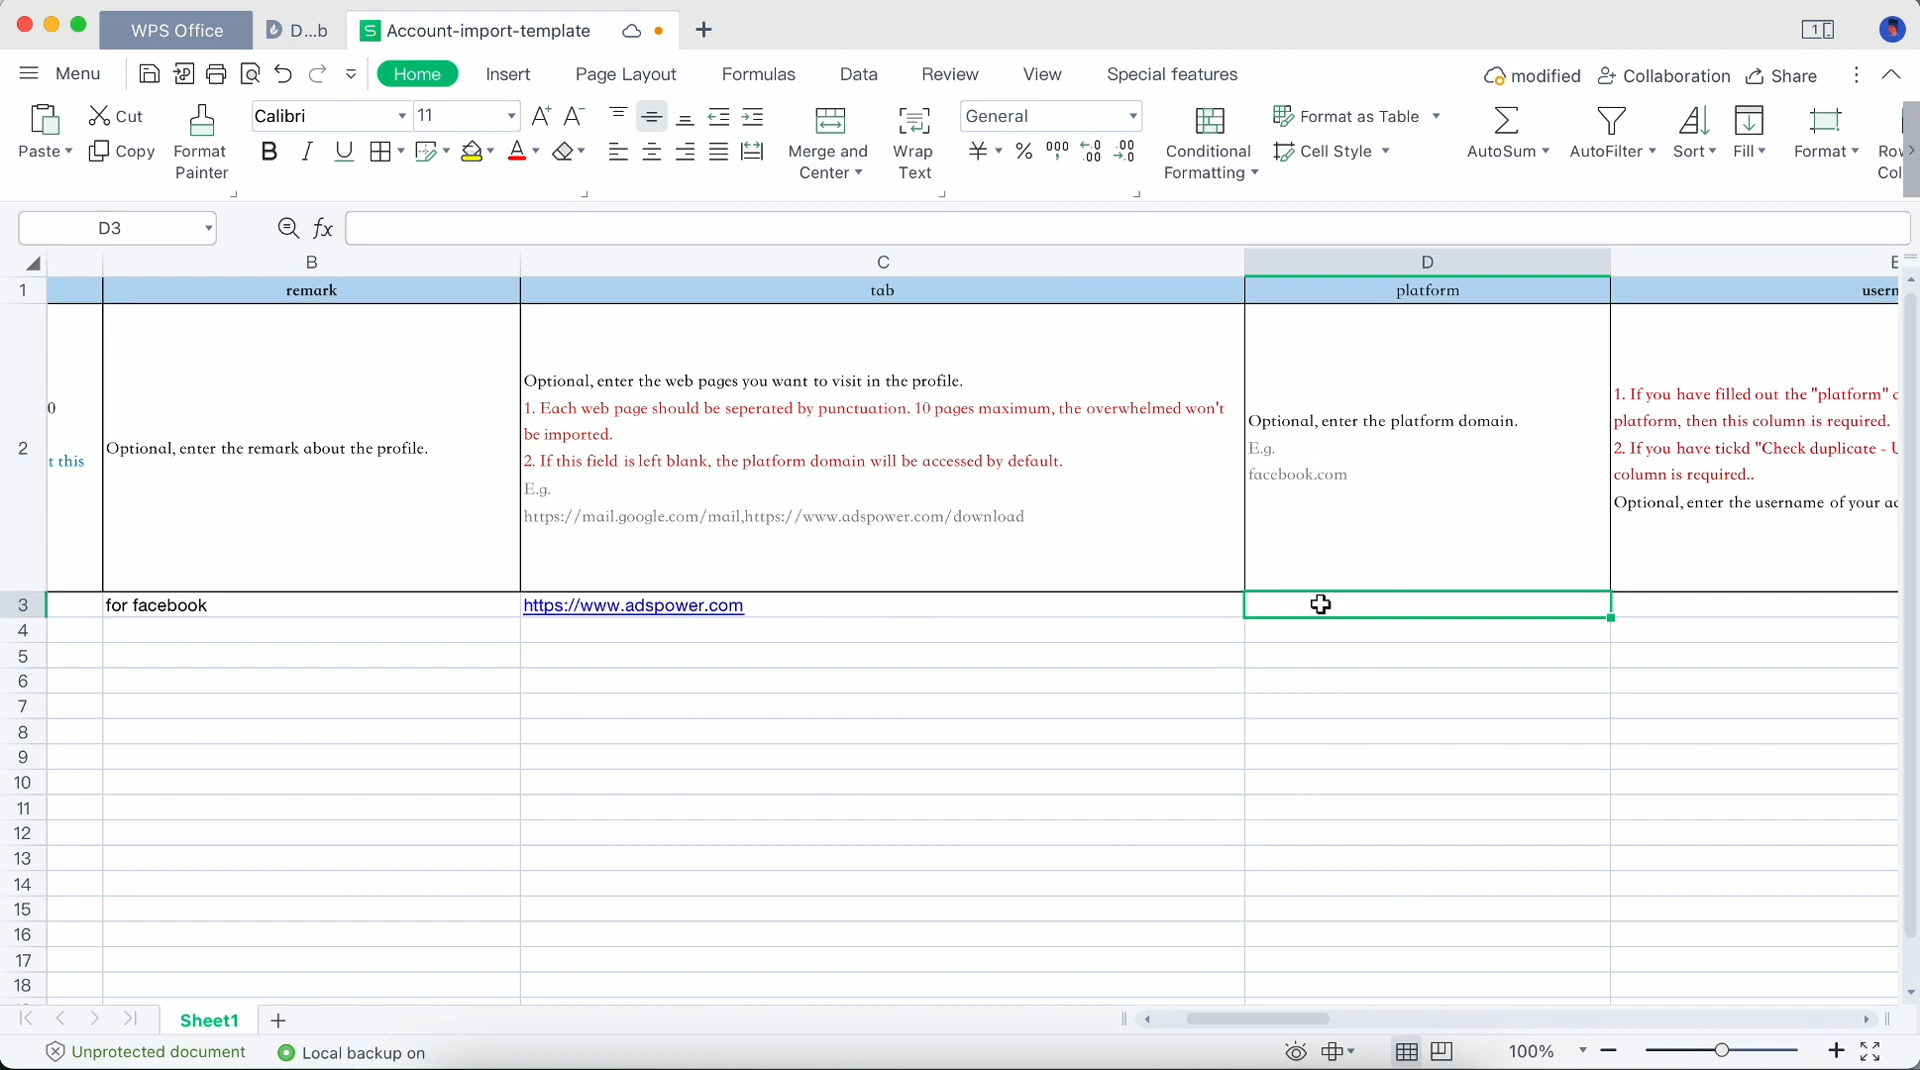 WPS Office
D...b
Account-import-template
Menu
Home
Insert
Page Layout
Formulas
Data
Review
View
Special features
modified
Collaboration
Share
Paste
Cut
Copy
Format
Painter
Calibri
11
A+
A-
B
I
U
A
Merge and
Center
Wrap
Text
General
¥
%
000
.00
.00
Conditional
Formatting
Format as Table
Cell Style
AutoSum
AutoFilter
Sort
Fill
Format
D3
fx
B
C
D
1
remark
tab
platform
2
0
t this
Optional, enter the remark about the profile.
Optional, enter the web pages you want to visit in the profile.
1. Each web page should be seperated by punctuation. 10 pages maximum, the overwhelmed won't
be imported.
2. If this field is left blank, the platform domain will be accessed by default.
E.g.
https://mail.google.com/mail,https://www.adspower.com/download
Optional, enter the platform domain.
E.g.
facebook.com
1. If you have filled out the "platform"
platform, then this column is required.
2. If you have tickd "Check duplicate -
column is required..
Optional, enter the username of your
3
for facebook
https://www.adspower.com
4
5
6
7
8
9
10
11
12
13
14
15
16
17
18
Sheet1
Unprotected document
Local backup on
100%